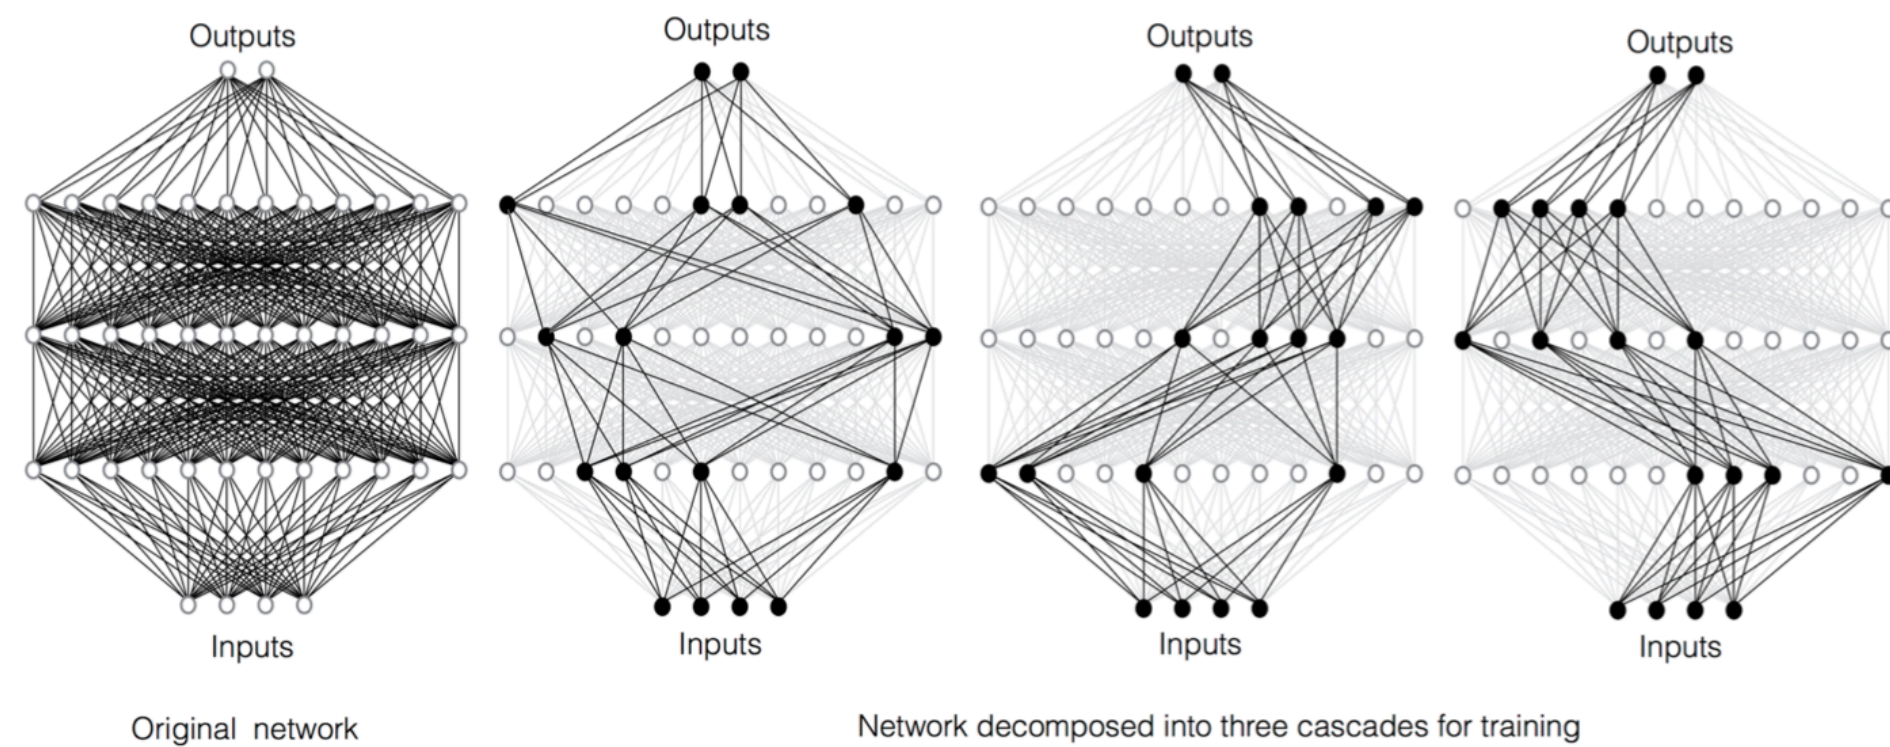 Outputs
Outputs
Outputs
Outputs
Inputs
Inputs
Inputs
Inputs
Original network
Network decomposed into three cascades for training